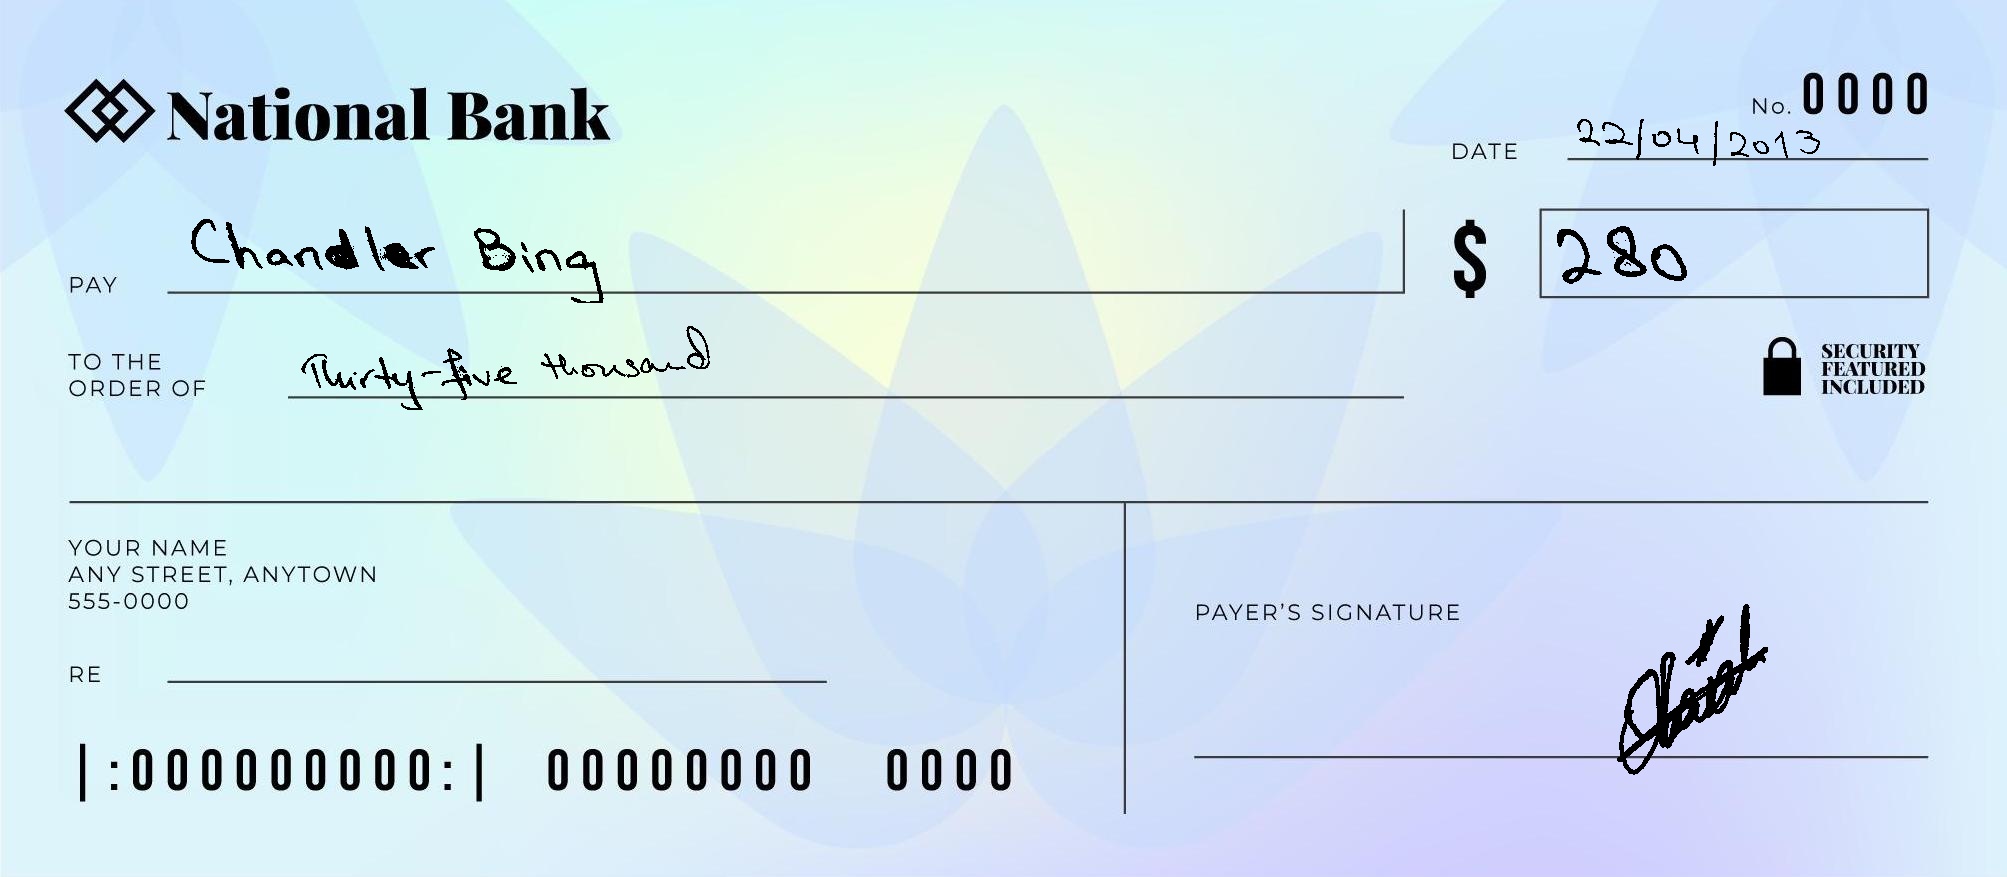 National Bank
No. 0000
DATE 22/04/2013
PAY Chandler Bing
$ 280
TO THE
ORDER OF Thirty-five thousand
SECURITY
FEATURED
INCLUDED
YOUR NAME
ANY STREET, ANYTOWN
555-0000
PAYER'S SIGNATURE
RE
|:000000000:| 00000000 0000